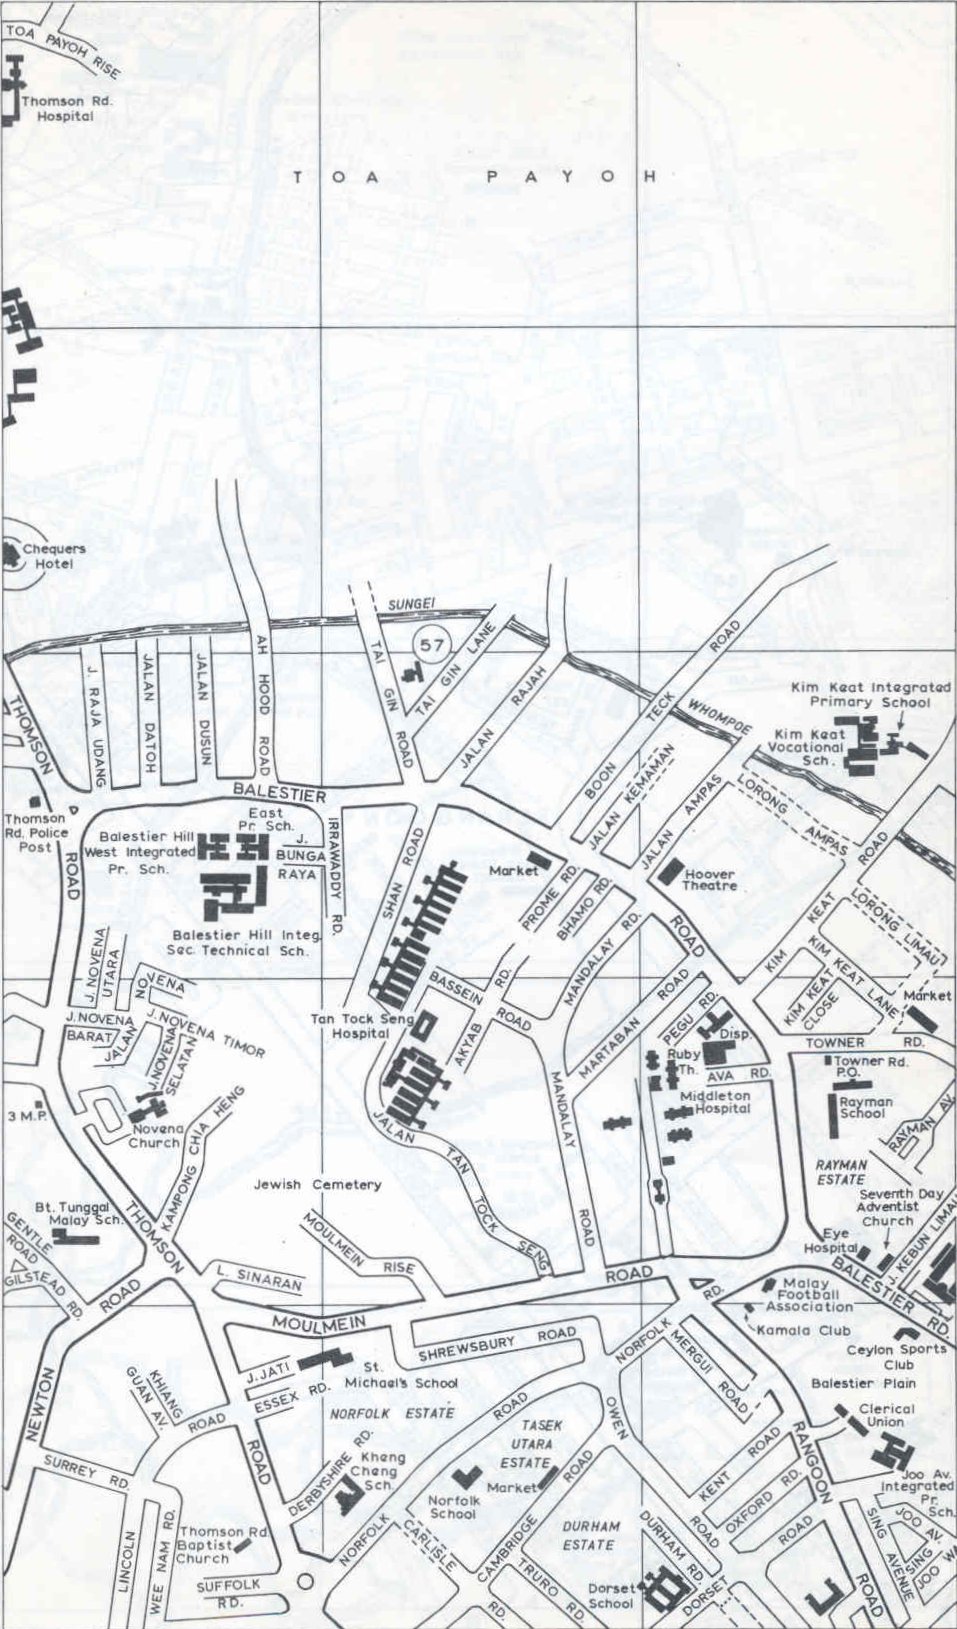 TOA PAYOH RISE
Thomson Rd.
Hospital
TOA PAYOH
Chequers
Hotel
SUNGEI
57
TAI GIN ROAD
TAI GIN LANE
AH HOOD ROAD
JALAN DUSUN
JALAN DATOH
J. RAJA UDANG
JALAN RAJAH
BOON TECK ROAD
WHOMPOE
Kim Keat Integrated
Primary School
Kim Keat
Vocational
Sch.
THOMSON
BALESTIER
JALAN KEMAMAN
JALAN AMPAS
LORONG AMPAS
Thomson
Rd. Police
Post
East
Pr. Sch.
Balestier Hill
West Integrated
Pr. Sch.
J.
BUNGA
RAYA
IRRAWADDY RD.
SHAN ROAD
Market
Hoover
Theatre
ROAD
PROME RD.
BHAMO RD.
MANDALAY RD.
ROAD
KIM KEAT ROAD
LORONG LIMAU
Balestier Hill Integ.
Sec. Technical Sch.
J. NOVENA
UTARA
NOVENA
J. NOVENA
BARAT
JALAN
J. NOVENA TIMOR
J. NOVENA
SELATAN
BASSEIN ROAD
AKYAB RD.
Tan Tock Seng
Hospital
MARTABAN ROAD
PEGU RD.
Disp.
Ruby
Th.
AVA RD.
Middleton
Hospital
KIM KEAT LANE
KIM KEAT
CLOSE
Market
TOWNER RD.
Towner Rd.
P.O.
Rayman
School
RAYMAN AV.
RAYMAN
ESTATE
3 M.P.
Novena
Church
KAMPONG CHIA HENG
JALAN TAN TOCK SENG
MANDALAY ROAD
Jewish Cemetery
Bt. Tunggal
Malay Sch.
GENTLE
ROAD
GILSTEAD RD.
THOMSON
MOULMEIN RISE
L. SINARAN
Seventh Day
Adventist
Church
Eye
Hospital
J. KEBUN LIMAU
BALESTIER RD.
NEWTON ROAD
MOULMEIN ROAD
RD.
Malay
Football
Association
Kamala Club
Ceylon Sports
Club
Balestier Plain
SHREWSBURY ROAD
NORFOLK
MERGUI ROAD
J. JATI
ESSEX RD.
St.
Michael's School
KHIANG
GUAN AV.
ROAD
NORFOLK ESTATE
ROAD
TASEK
UTARA
ESTATE
OWEN
Clerical
Union
SURREY RD.
ROAD
DERBYSHIRE RD.
Kheng
Cheng
Sch.
Norfolk
School
Market
ROAD
KENT ROAD
OXFORD RD.
RANGOON
Joo Av.
Integrated
Pr.
Sch.
LINCOLN
WEE NAM RD.
Thomson Rd.
Baptist
Church
SUFFOLK
RD.
NORFOLK
CARLISLE
CAMBRIDGE
TRURO RD.
RD.
DURHAM
ESTATE
DURHAM RD.
ROAD
DORSET
Dorset
School
ROAD
ROAD
SING AVENUE
JOO AV.
SING
JOO WA